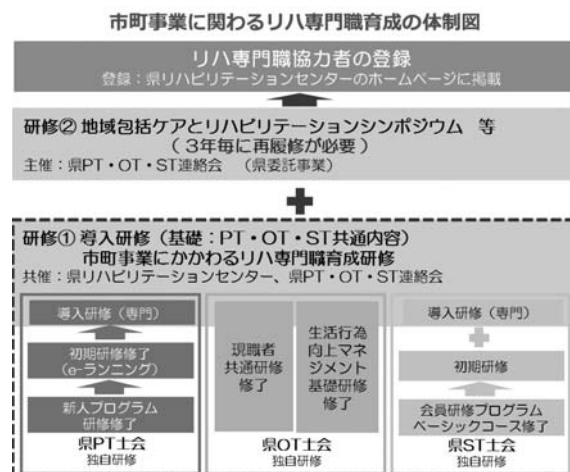 市町事業に関わるリハ専門職育成の体制図
リハ専門職協力者の登録
登録：県リハビリテーションセンターのホームページに掲載
研修② 地域包括ケアとリハビリテーションシンポジウム 等
（３年毎に再履修が必要）
主催：県PT・OT・ST連絡会 （県委託事業）
研修① 導入研修（基礎：PT・OT・ST共通内容）
市町事業にかかわるリハ専門職育成研修
共催：県リハビリテーションセンター、県PT・OT・ST連絡会
導入研修（専門）
初期研修修了
（e-ランニング）
新人プログラム
研修修了
県PT士会
独自研修
現職者
共通研修
修了
生活行為
向上マネ
ジメント
基礎研修
修了
県OT士会
独自研修
導入研修（専門）
初期研修
会員研修プログラム
ベーシックコース修了
県ST士会
独自研修